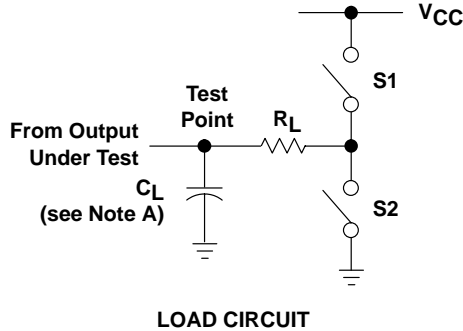 VCC
S1
Test
Point
RL
From Output
Under Test
CL
(see Note A)
S2
LOAD CIRCUIT